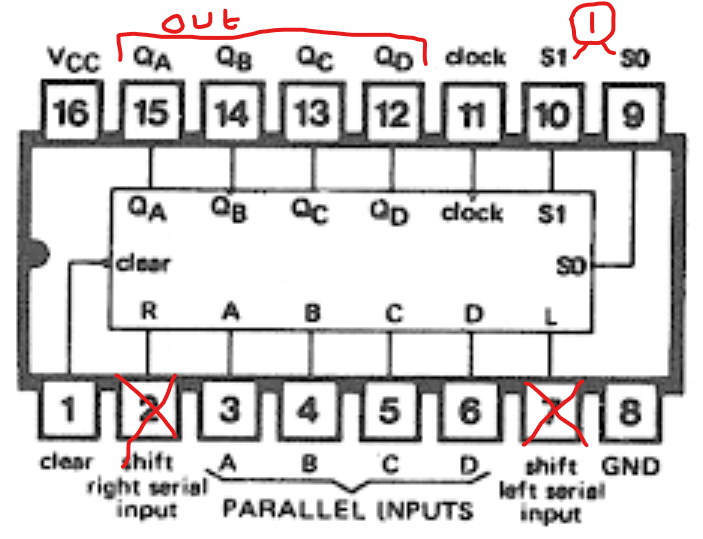 OUt
1
VCC QA QB QC QD clock S1 S0
16 15 14 13 12 11 10 9
QA QB QC QD clock S1
clear S0
R A B C D L
1 2 3 4 5 6 7 8
clear shift A B C D shift GND
right serial left serial
input PARALLEL INPUTS input